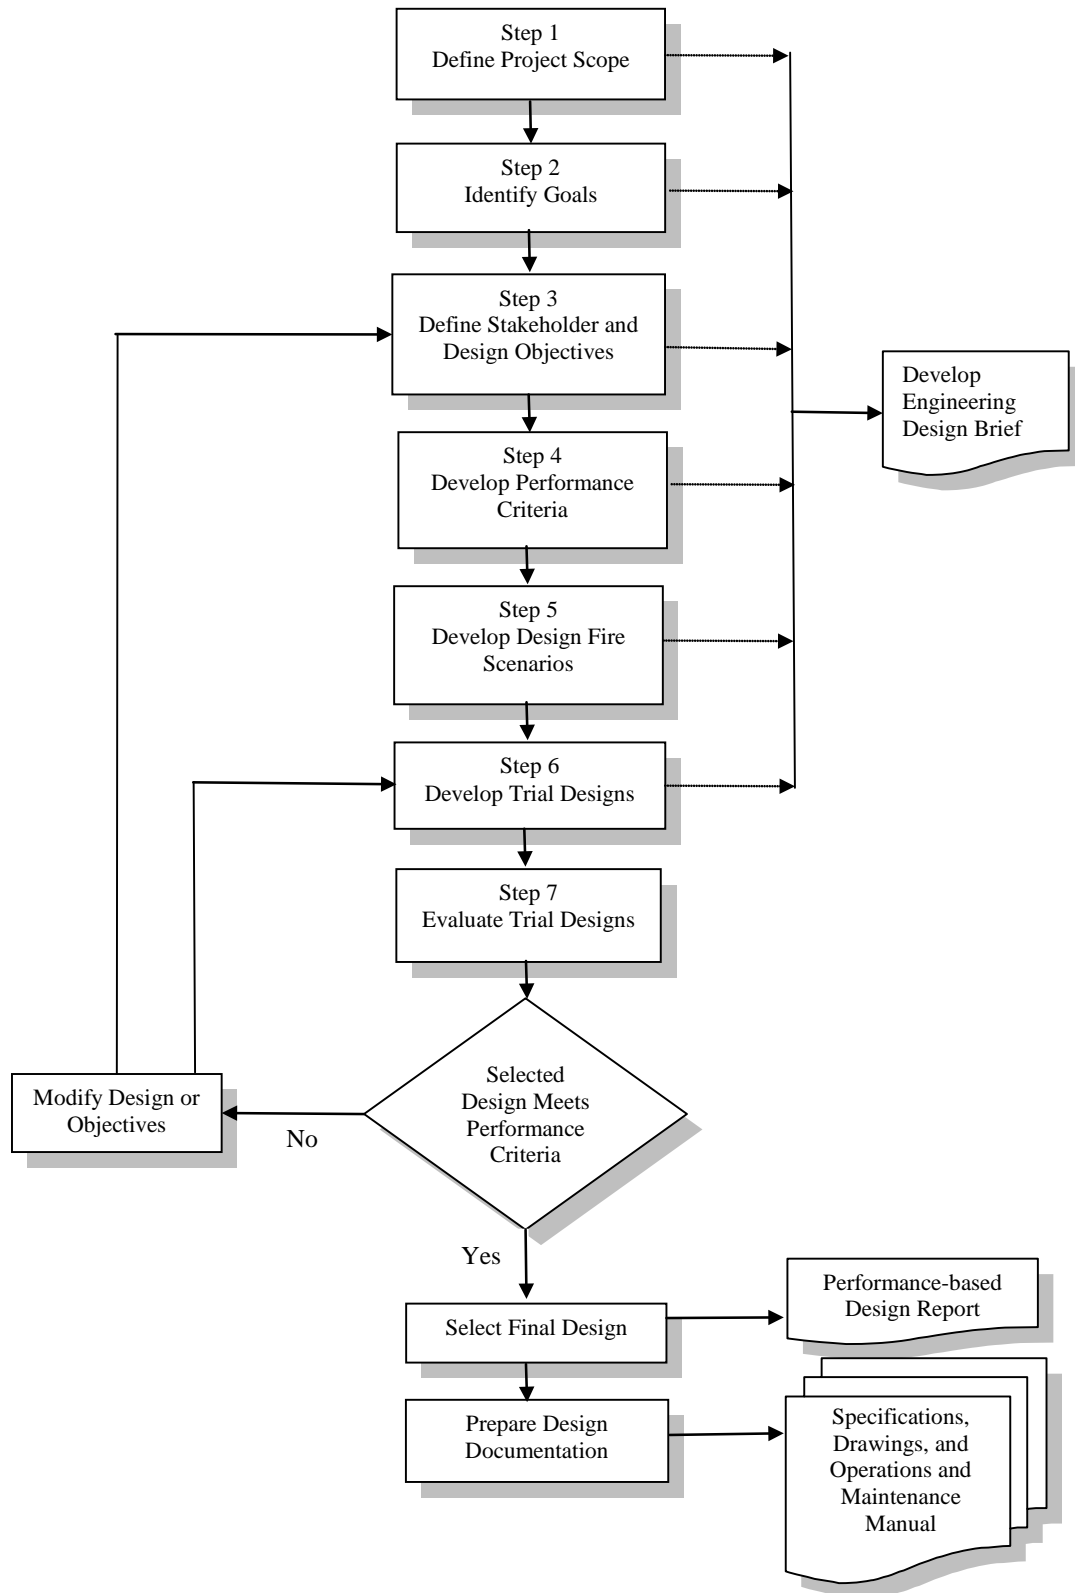 Step 1
Define Project Scope
Step 2
Identify Goals
Step 3
Define Stakeholder and
Design Objectives
Develop
Engineering
Design Brief
Step 4
Develop Performance
Criteria
Step 5
Develop Design Fire
Scenarios
Step 6
Develop Trial Designs
Step 7
Evaluate Trial Designs
Selected
Design Meets
Performance
Criteria
Modify Design or
Objectives
No
Yes
Select Final Design
Performance-based
Design Report
Prepare Design
Documentation
Specifications,
Drawings, and
Operations and
Maintenance
Manual